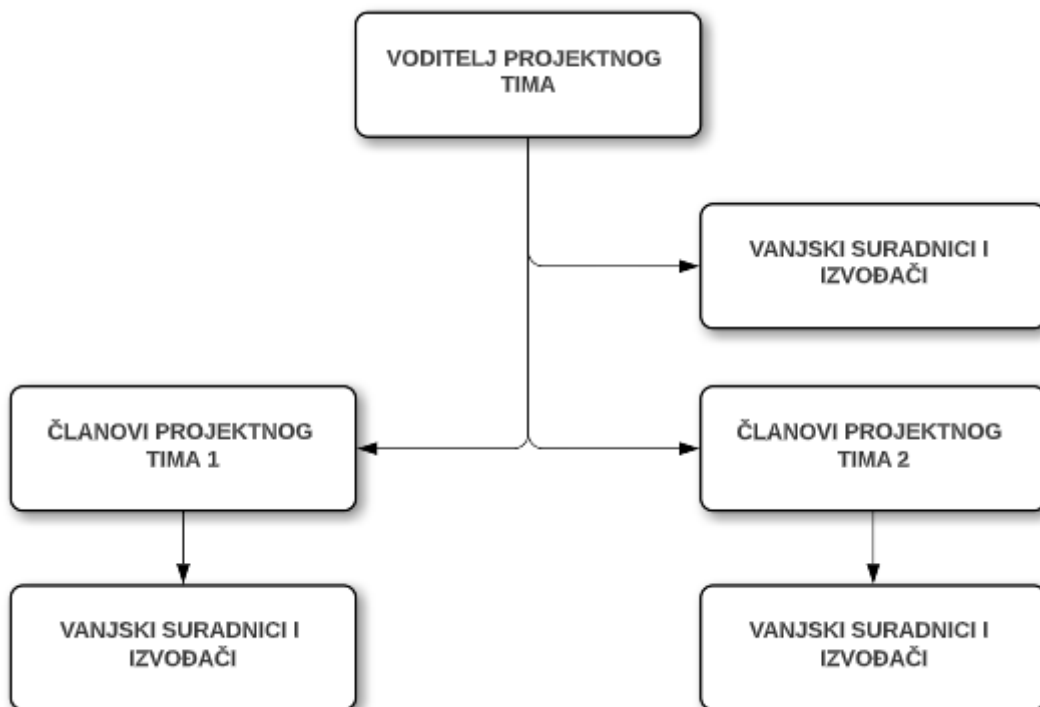 VODITELJ PROJEKTNOG
TIMA
VANJSKI SURADNICI I
IZVOĐAČI
ČLANOVI PROJEKTNOG
TIMA 1
ČLANOVI PROJEKTNOG
TIMA 2
VANJSKI SURADNICI I
IZVOĐAČI
VANJSKI SURADNICI I
IZVOĐAČI